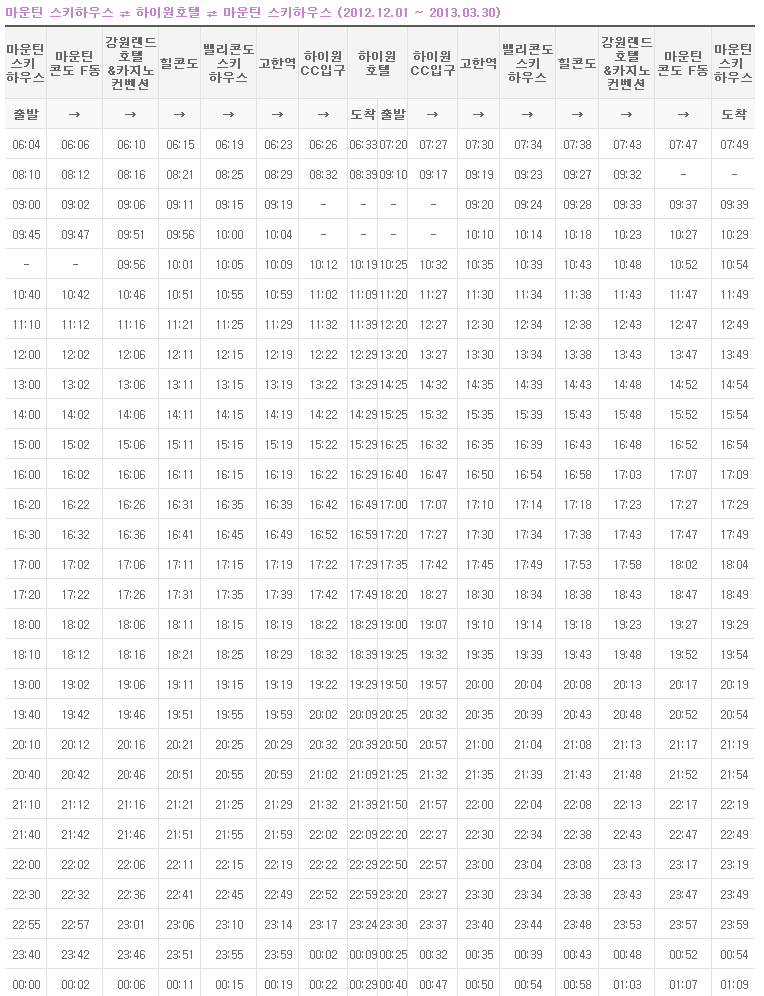 마운틴 스키하우스 ⇌ 하이원호텔 ⇌ 마운틴 스키하우스 (2012.12.01 ~ 2013.03.30)
마운틴 스키 하우스 마운틴 콘도 F동 강원랜드 호텔 &카지노 컨벤션 힐콘도 밸리콘도 스키 하우스 고한역 하이원 CC입구 하이원 호텔 하이원 CC입구 고한역 밸리콘도 스키 하우스 힐콘도 강원랜드 호텔 &카지노 컨벤션 마운틴 콘도 F동 마운틴 스키 하우스
출발 → → → → → → 도착 출발 → → → → → → 도착
06:04 06:06 06:10 06:15 06:19 06:23 06:26 06:33 07:20 07:27 07:30 07:34 07:38 07:43 07:47 07:49
08:10 08:12 08:16 08:21 08:25 08:29 08:32 08:39 09:10 09:17 09:19 09:23 09:27 09:32 - -
09:00 09:02 09:06 09:11 09:15 09:19 - - - - 09:20 09:24 09:28 09:33 09:37 09:39
09:45 09:47 09:51 09:56 10:00 10:04 - - - - 10:10 10:14 10:18 10:23 10:27 10:29
- - 09:56 10:01 10:05 10:09 10:12 10:19 10:25 10:32 10:35 10:39 10:43 10:48 10:52 10:54
10:40 10:42 10:46 10:51 10:55 10:59 11:02 11:09 11:20 11:27 11:30 11:34 11:38 11:43 11:47 11:49
11:10 11:12 11:16 11:21 11:25 11:29 11:32 11:39 12:20 12:27 12:30 12:34 12:38 12:43 12:47 12:49
12:00 12:02 12:06 12:11 12:15 12:19 12:22 12:29 13:20 13:27 13:30 13:34 13:38 13:43 13:47 13:49
13:00 13:02 13:06 13:11 13:15 13:19 13:22 13:29 14:25 14:32 14:35 14:39 14:43 14:48 14:52 14:54
14:00 14:02 14:06 14:11 14:15 14:19 14:22 14:29 15:25 15:32 15:35 15:39 15:43 15:48 15:52 15:54
15:00 15:02 15:06 15:11 15:15 15:19 15:22 15:29 16:25 16:32 16:35 16:39 16:43 16:48 16:52 16:54
16:00 16:02 16:06 16:11 16:15 16:19 16:22 16:29 16:40 16:47 16:50 16:54 16:58 17:03 17:07 17:09
16:20 16:22 16:26 16:31 16:35 16:39 16:42 16:49 17:00 17:07 17:10 17:14 17:18 17:23 17:27 17:29
16:30 16:32 16:36 16:41 16:45 16:49 16:52 16:59 17:20 17:27 17:30 17:34 17:38 17:43 17:47 17:49
17:00 17:02 17:06 17:11 17:15 17:19 17:22 17:29 17:35 17:42 17:45 17:49 17:53 17:58 18:02 18:04
17:20 17:22 17:26 17:31 17:35 17:39 17:42 17:49 18:20 18:27 18:30 18:34 18:38 18:43 18:47 18:49
18:00 18:02 18:06 18:11 18:15 18:19 18:22 18:29 19:00 19:07 19:10 19:14 19:18 19:23 19:27 19:29
18:10 18:12 18:16 18:21 18:25 18:29 18:32 18:39 19:25 19:32 19:35 19:39 19:43 19:48 19:52 19:54
19:00 19:02 19:06 19:11 19:15 19:19 19:22 19:29 19:50 19:57 20:00 20:04 20:08 20:13 20:17 20:19
19:40 19:42 19:46 19:51 19:55 19:59 20:02 20:09 20:25 20:32 20:35 20:39 20:43 20:48 20:52 20:54
20:10 20:12 20:16 20:21 20:25 20:29 20:32 20:39 20:50 20:57 21:00 21:04 21:08 21:13 21:17 21:19
20:40 20:42 20:46 20:51 20:55 20:59 21:02 21:09 21:25 21:32 21:35 21:39 21:43 21:48 21:52 21:54
21:10 21:12 21:16 21:21 21:25 21:29 21:32 21:39 21:50 21:57 22:00 22:04 22:08 22:13 22:17 22:19
21:40 21:42 21:46 21:51 21:55 21:59 22:02 22:09 22:20 22:27 22:30 22:34 22:38 22:43 22:47 22:49
22:00 22:02 22:06 22:11 22:15 22:19 22:22 22:29 22:50 22:57 23:00 23:04 23:08 23:13 23:17 23:19
22:30 22:32 22:36 22:41 22:45 22:49 22:52 22:59 23:20 23:27 23:30 23:34 23:38 23:43 23:47 23:49
22:55 22:57 23:01 23:06 23:10 23:14 23:17 23:24 23:30 23:37 23:40 23:44 23:48 23:53 23:57 23:59
23:40 23:42 23:46 23:51 23:55 23:59 00:02 00:09 00:25 00:32 00:35 00:39 00:43 00:48 00:52 00:54
00:00 00:02 00:06 00:11 00:15 00:19 00:22 00:29 00:40 00:47 00:50 00:54 00:58 01:03 01:07 01:09